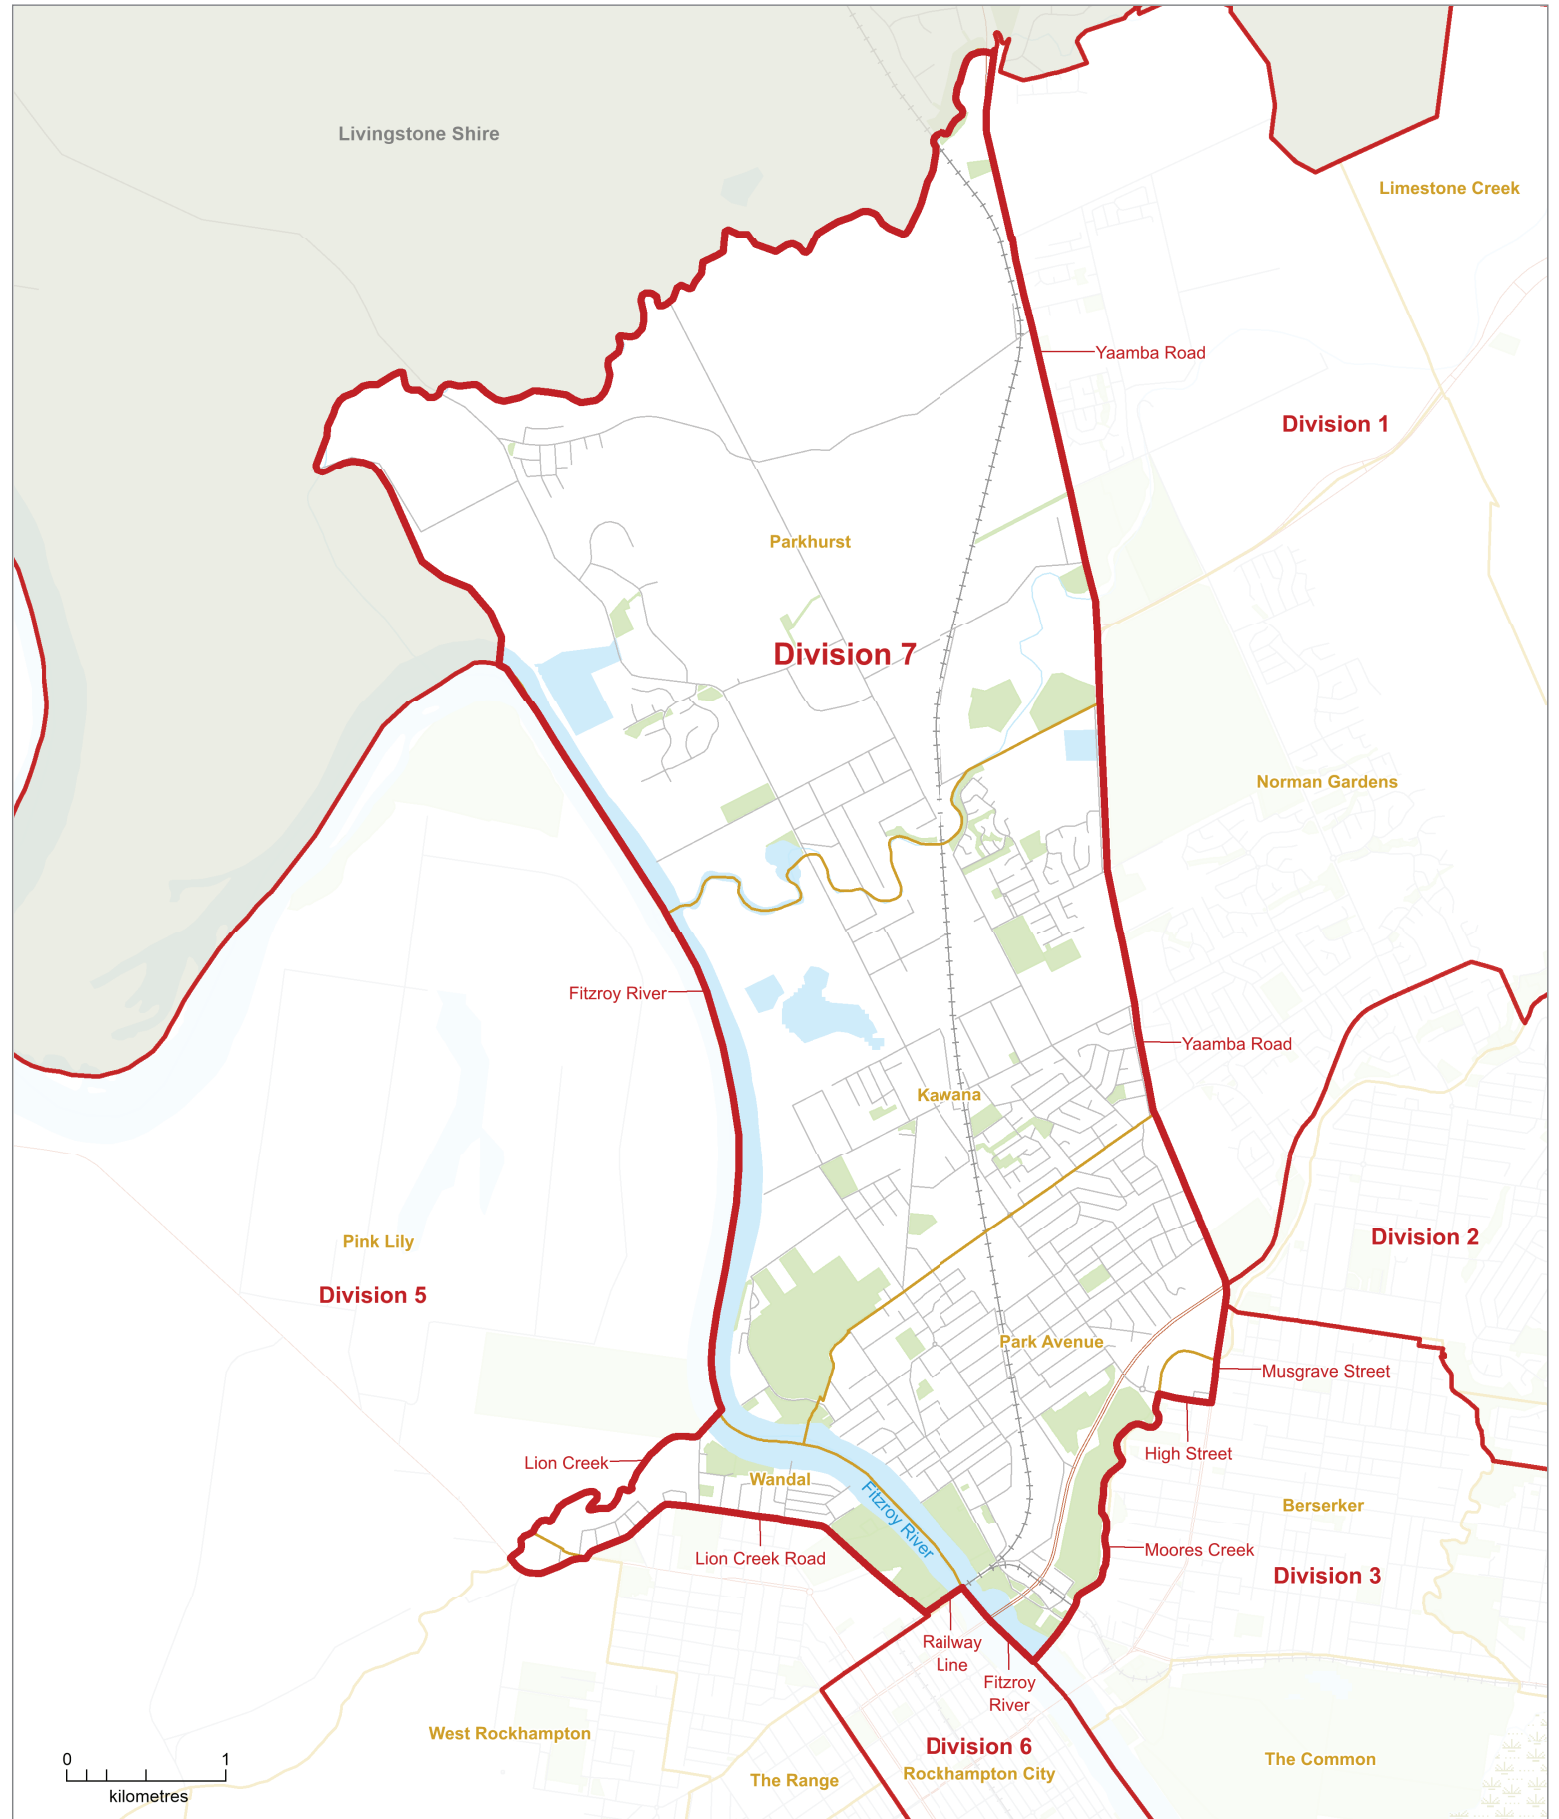 Livingstone Shire
Limestone Creek
Yaamba Road
Division 1
Parkhurst
Division 7
Norman Gardens
Fitzroy River
Yaamba Road
Kawana
Division 2
Pink Lily
Division 5
Park Avenue
Musgrave Street
High Street
Lion Creek
Wandal
Berserker
Fitzroy River
Lion Creek Road
Moores Creek
Division 3
Railway
Line
Fitzroy
River
West Rockhampton
Division 6
Rockhampton City
The Common
The Range
0 1
kilometres